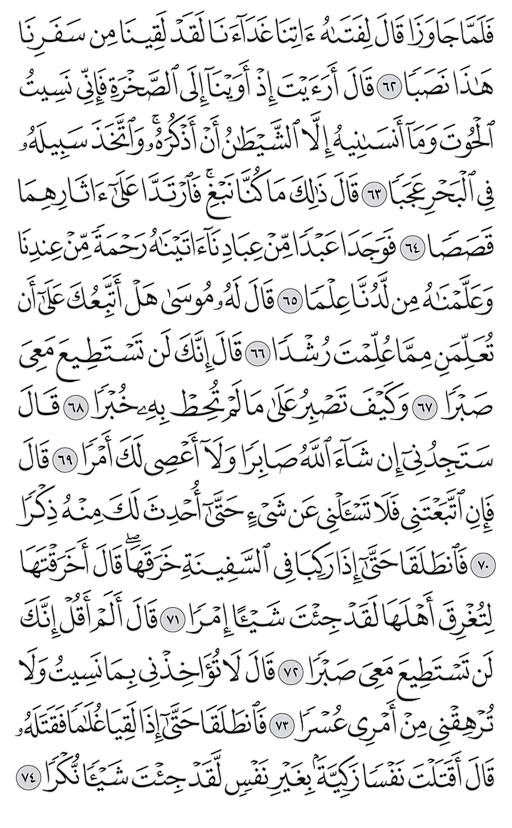 فَلَمَّا جَاوَزَا قَالَ لِفَتَىٰهُ ءَاتِنَا غَدَآءَنَا لَقَدۡ لَقِينَا مِن سَفَرِنَا
هَٰذَا نَصَبٗا ٦٢ قَالَ أَرَءَيۡتَ إِذۡ أَوَيۡنَآ إِلَى ٱلصَّخۡرَةِ فَإِنِّي نَسِيتُ
ٱلۡحُوتَ وَمَآ أَنسَىٰنِيهُ إِلَّا ٱلشَّيۡطَٰنُ أَنۡ أَذۡكُرَهُۥۚ وَٱتَّخَذَ سَبِيلَهُۥ
فِي ٱلۡبَحۡرِ عَجَبٗا ٦٣ قَالَ ذَٰلِكَ مَا كُنَّا نَبۡغِۚ فَٱرۡتَدَّا عَلَىٰٓ ءَاثَارِهِمَا
قَصَصٗا ٦٤ فَوَجَدَا عَبۡدٗا مِّنۡ عِبَادِنَآ ءَاتَيۡنَٰهُ رَحۡمَةٗ مِّنۡ عِندِنَا
وَعَلَّمۡنَٰهُ مِن لَّدُنَّا عِلۡمٗا ٦٥ قَالَ لَهُۥ مُوسَىٰ هَلۡ أَتَّبِعُكَ عَلَىٰٓ أَن
تُعَلِّمَنِ مِمَّا عُلِّمۡتَ رُشۡدٗا ٦٦ قَالَ إِنَّكَ لَن تَسۡتَطِيعَ مَعِيَ
صَبۡرٗا ٦٧ وَكَيۡفَ تَصۡبِرُ عَلَىٰ مَا لَمۡ تُحِطۡ بِهِۦ خُبۡرٗا ٦٨ قَالَ
سَتَجِدُنِيٓ إِن شَآءَ ٱللَّهُ صَابِرٗا وَلَآ أَعۡصِي لَكَ أَمۡرٗا ٦٩ قَالَ
فَإِنِ ٱتَّبَعۡتَنِي فَلَا تَسۡـَٔلۡنِي عَن شَيۡءٍ حَتَّىٰٓ أُحۡدِثَ لَكَ مِنۡهُ ذِكۡرٗا
٧٠ فَٱنطَلَقَا حَتَّىٰٓ إِذَا رَكِبَا فِي ٱلسَّفِينَةِ خَرَقَهَاۖ قَالَ أَخَرَقۡتَهَا
لِتُغۡرِقَ أَهۡلَهَا لَقَدۡ جِئۡتَ شَيۡـًٔا إِمۡرٗا ٧١ قَالَ أَلَمۡ أَقُلۡ إِنَّكَ
لَن تَسۡتَطِيعَ مَعِيَ صَبۡرٗا ٧٢ قَالَ لَا تُؤَاخِذۡنِي بِمَا نَسِيتُ وَلَا
تُرۡهِقۡنِي مِنۡ أَمۡرِي عُسۡرٗا ٧٣ فَٱنطَلَقَا حَتَّىٰٓ إِذَا لَقِيَا غُلَٰمٗا فَقَتَلَهُۥ
قَالَ أَقَتَلۡتَ نَفۡسٗا زَكِيَّةَۢ بِغَيۡرِ نَفۡسٖ لَّقَدۡ جِئۡتَ شَيۡـٔٗا نُّكۡرٗا ٧٤